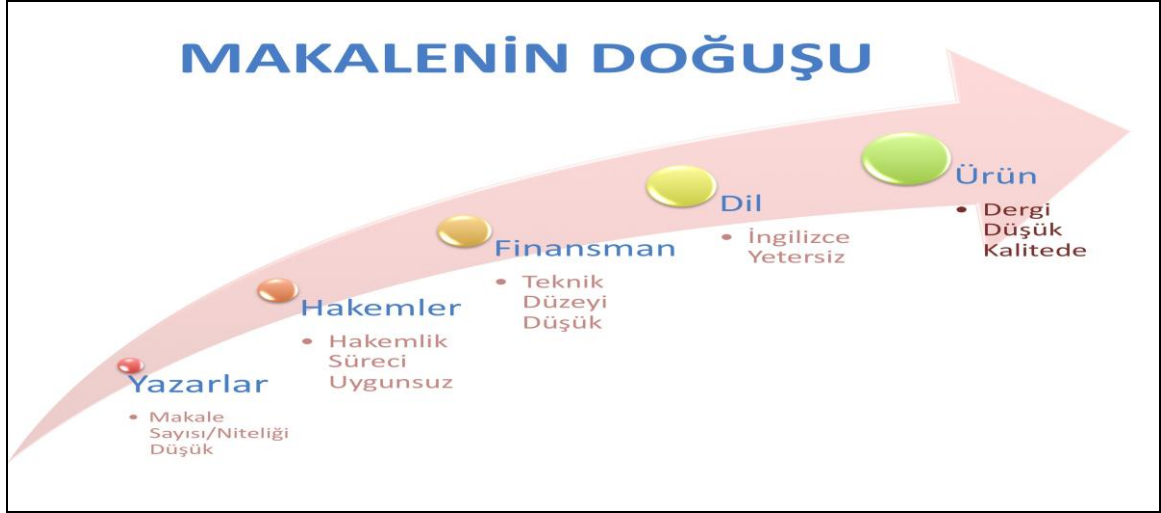 MAKALENİN DOĞUŞU
Yazarlar
• Makale
Sayısı/Niteliği
Düşük
Hakemler
• Hakemlik
Süreci
Uygunsuz
Finansman
• Teknik
Düzeyi
Düşük
Dil
• İngilizce
Yetersiz
Ürün
• Dergi
Düşük
Kalitede